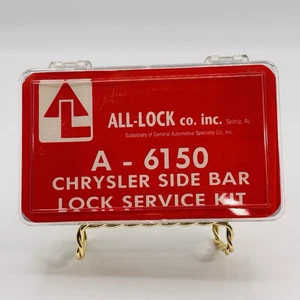 ALL-LOCK co. inc. Selma, AL
Subsidiary of General Automotive Specialty Co., Inc.
A - 6150
CHRYSLER SIDE BAR
LOCK SERVICE KIT